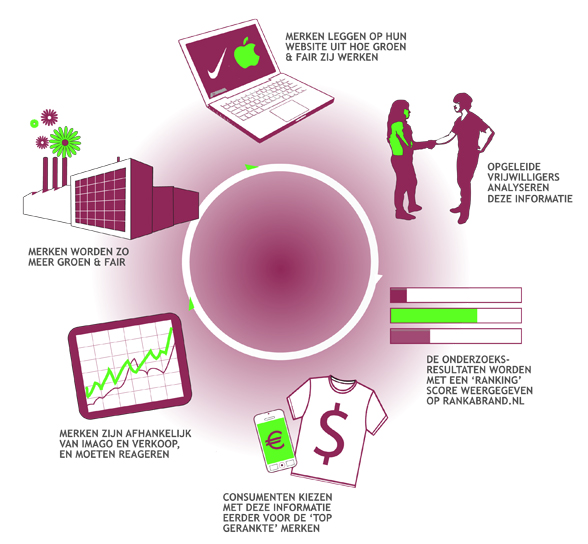 MERKEN LEGGEN OP HUN
WEBSITE UIT HOE GROEN
& FAIR ZIJ WERKEN
OPGELEIDE
VRIJWILLIGERS
ANALYSEREN
DEZE INFORMATIE
DE ONDERZOEKS-
RESULTATEN WORDEN
MET EEN ‘RANKING’
SCORE WEERGEGEVEN
OP RANKABRAND.NL
€
$
CONSUMENTEN KIEZEN
MET DEZE INFORMATIE
EERDER VOOR DE ‘TOP
GERANKTE’ MERKEN
MERKEN ZIJN AFHANKELIJK
VAN IMAGO EN VERKOOP,
EN MOETEN REAGEREN
MERKEN WORDEN ZO
MEER GROEN & FAIR